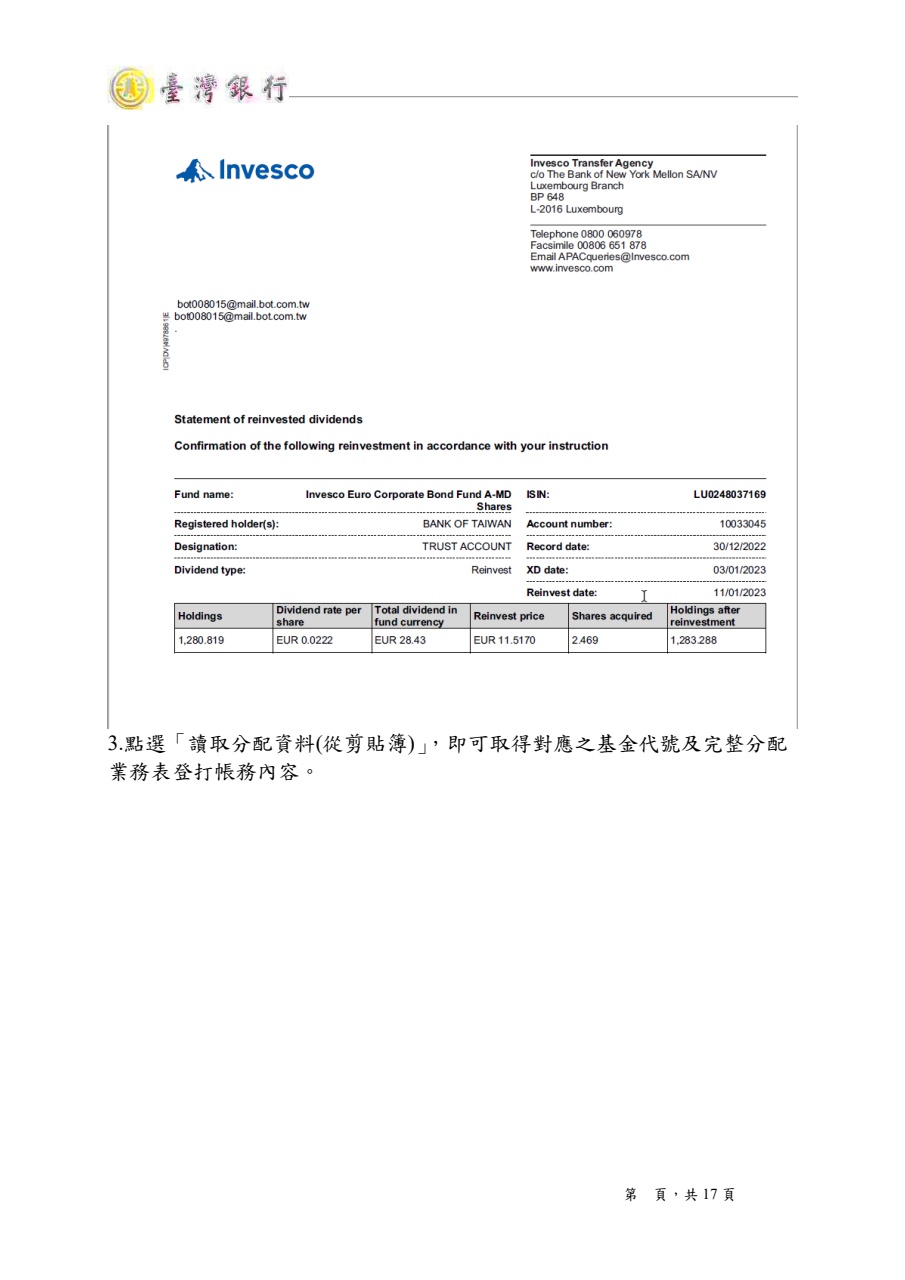 臺灣銀行
Invesco
Invesco Transfer Agency
c/o The Bank of New York Mellon SA/NV
Luxembourg Branch
BP 648
L-2016 Luxembourg
Telephone 0800 060978
Facsimile 00806 651 878
Email APACqueries@Invesco.com
www.invesco.com
bot008015@mail.bot.com.tw
bot008015@mail.bot.com.tw
.
ICP|DV|4978861|E
Statement of reinvested dividends
Confirmation of the following reinvestment in accordance with your instruction
Fund name: Invesco Euro Corporate Bond Fund A-MD Shares
ISIN: LU0248037169
Registered holder(s): BANK OF TAIWAN
Account number: 10033045
Designation: TRUST ACCOUNT
Record date: 30/12/2022
Dividend type: Reinvest
XD date: 03/01/2023
Reinvest date: 11/01/2023
Holdings Dividend rate per share Total dividend in fund currency Reinvest price Shares acquired Holdings after reinvestment
1,280.819 EUR 0.0222 EUR 28.43 EUR 11.5170 2.469 1,283.288
3.點選「讀取分配資料(從剪貼簿)」，即可取得對應之基金代號及完整分配
業務表登打帳務內容。
第 頁，共 17 頁